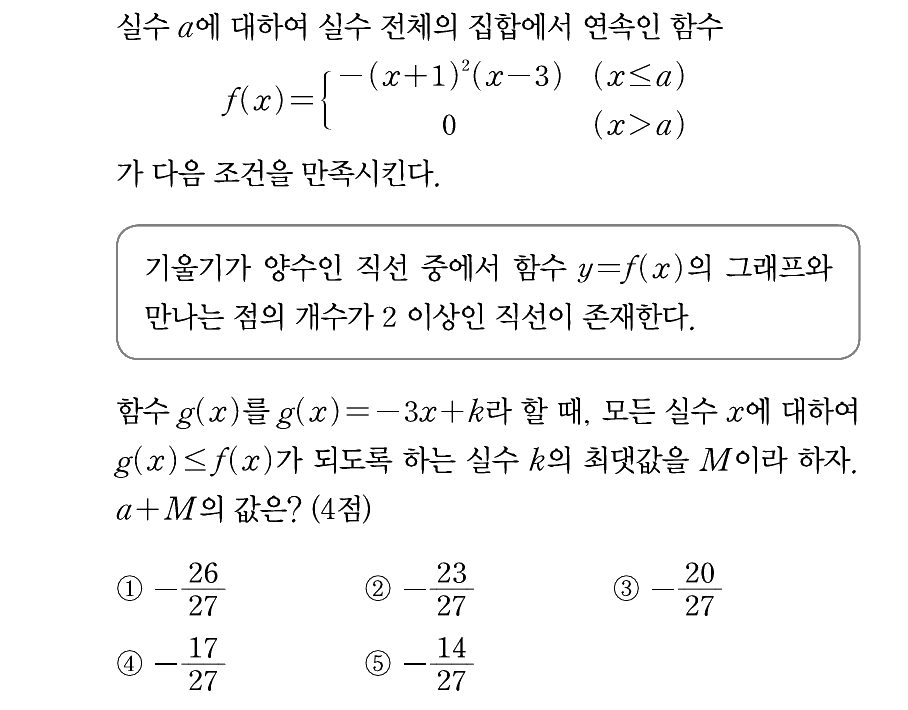 실수 a에 대하여 실수 전체의 집합에서 연속인 함수
f(x)={ -(x+1)²(x-3) (x≤a)
0 (x>a)
가 다음 조건을 만족시킨다.
기울기가 양수인 직선 중에서 함수 y=f(x)의 그래프와
만나는 점의 개수가 2 이상인 직선이 존재한다.
함수 g(x)를 g(x)=-3x+k라 할 때, 모든 실수 x에 대하여
g(x)≤f(x)가 되도록 하는 실수 k의 최댓값을 M이라 하자.
a+M의 값은? (4점)
① -26/27 ② -23/27 ③ -20/27
④ -17/27 ⑤ -14/27